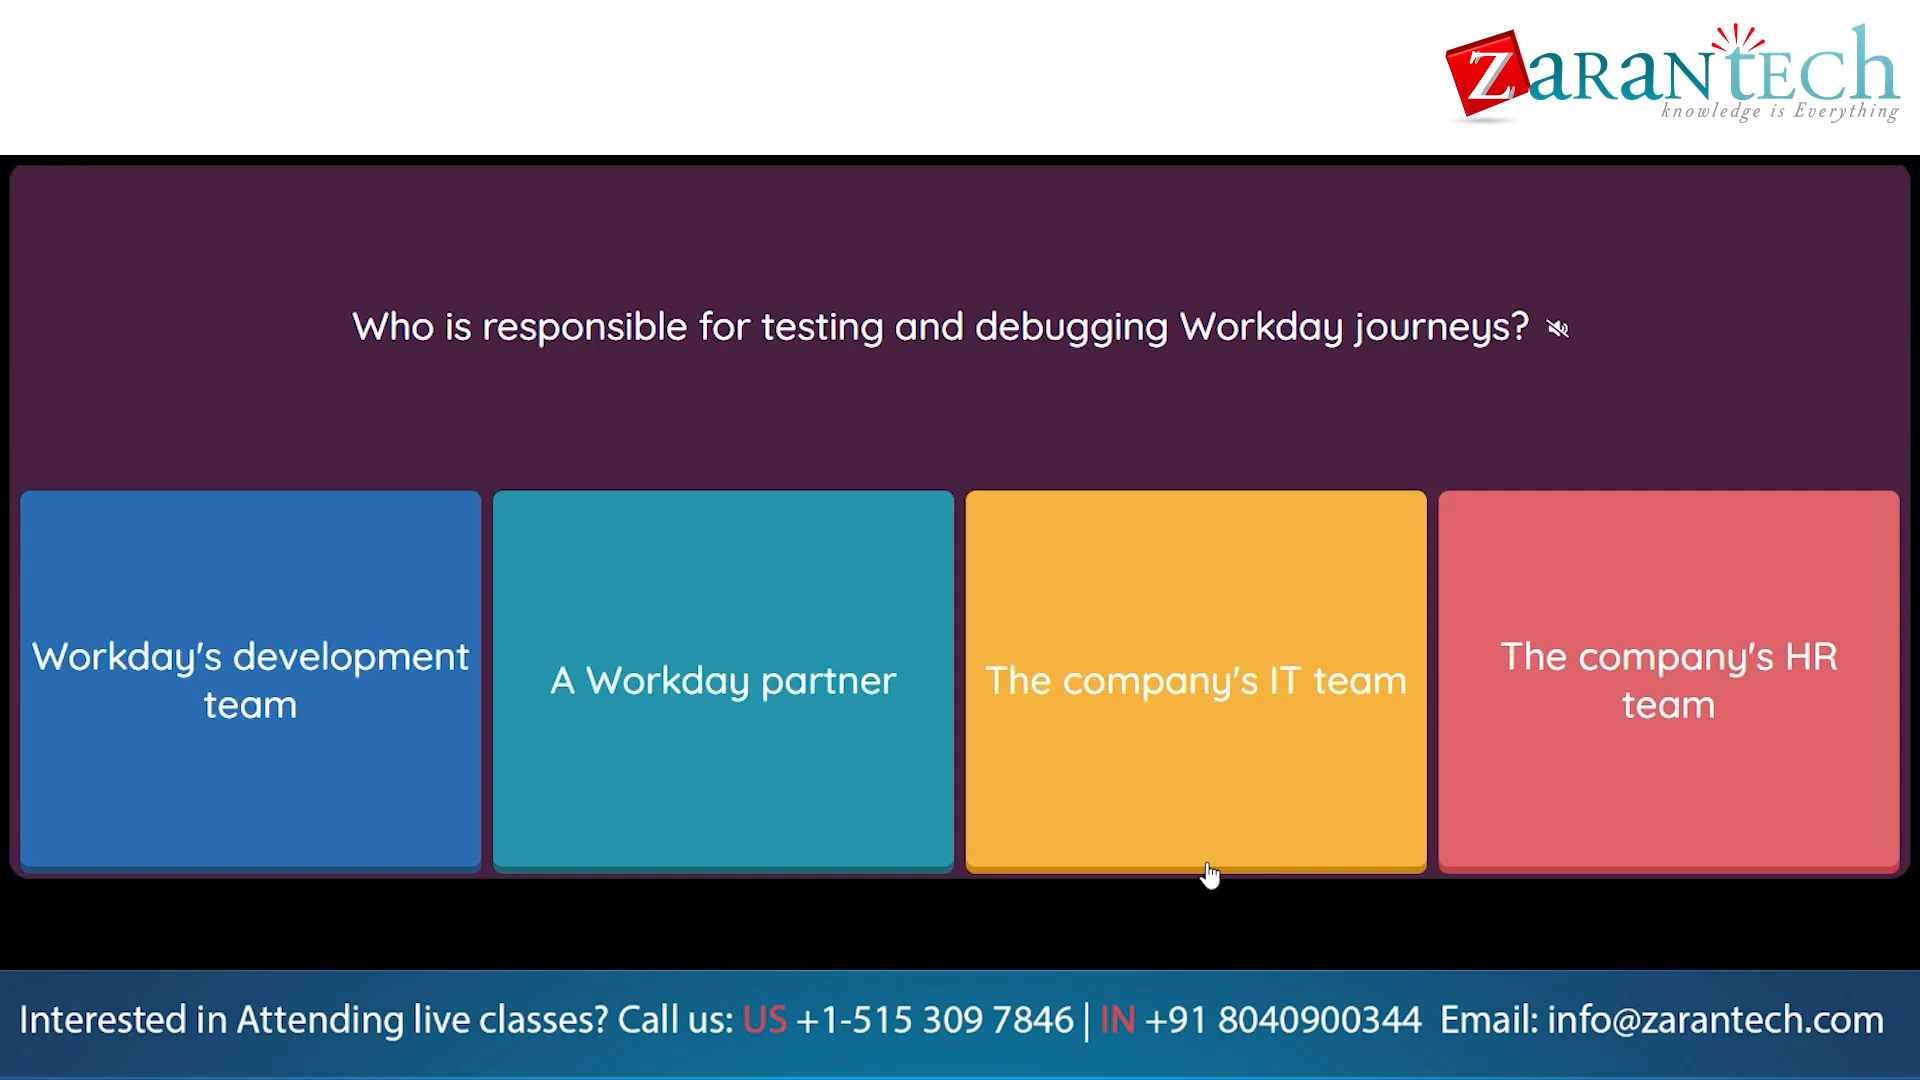 ZaranTech
knowledge is Everything
Who is responsible for testing and debugging Workday journeys?
Workday's development
team
A Workday partner
The company's IT team
The company's HR
team
Interested in Attending live classes? Call us: US +1-515 309 7846 | IN +91 8040900344 Email: info@zarantech.com